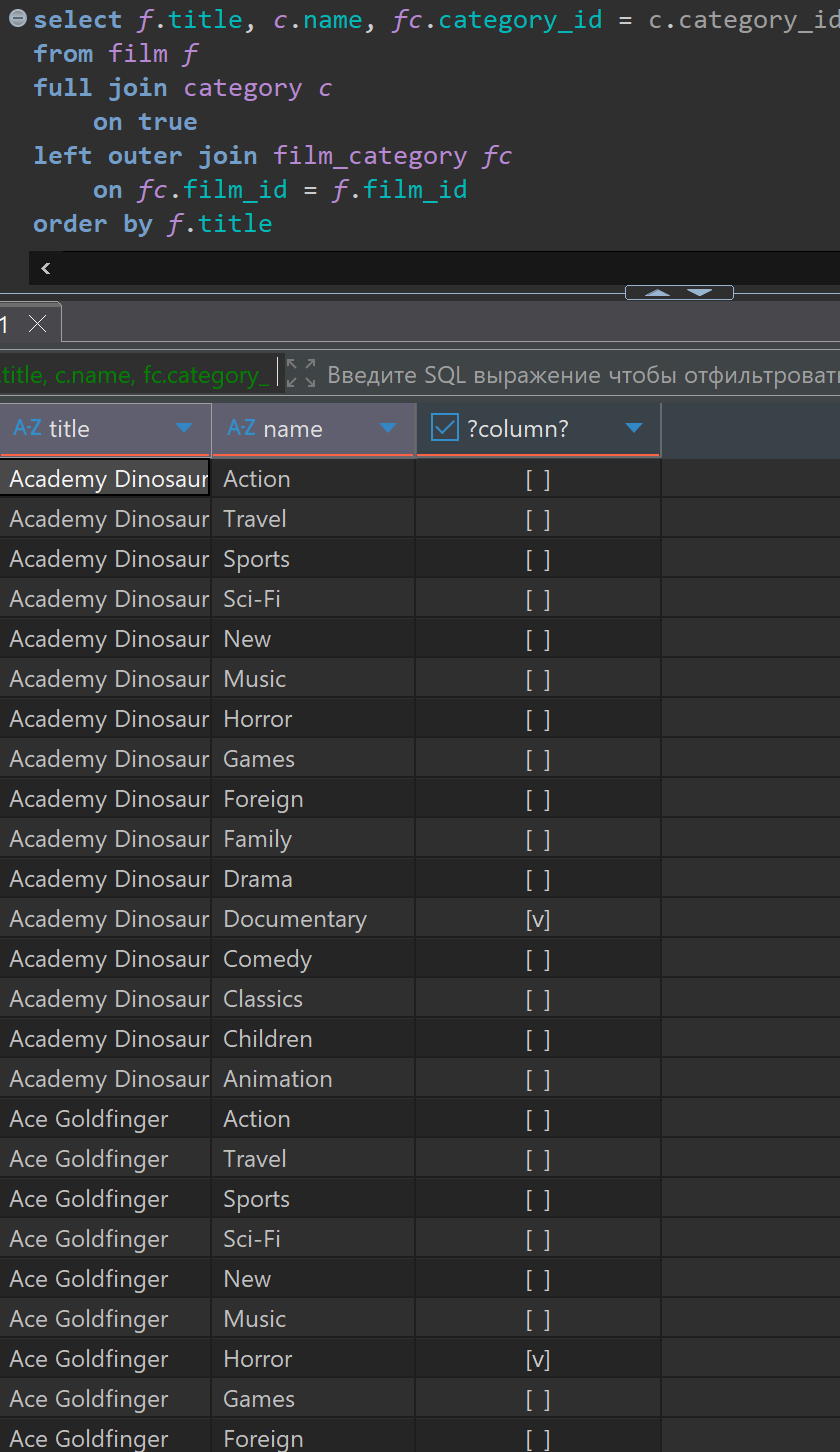 select f.title, c.name, fc.category_id = c.category_id
from film f
full join category c
on true
left outer join film_category fc
on fc.film_id = f.film_id
order by f.title
1
title, c.name, fc.category_ Введите SQL выражение чтобы отфильтровать
A-Z title A-Z name ?column?
Academy Dinosaur Action [ ]
Academy Dinosaur Travel [ ]
Academy Dinosaur Sports [ ]
Academy Dinosaur Sci-Fi [ ]
Academy Dinosaur New [ ]
Academy Dinosaur Music [ ]
Academy Dinosaur Horror [ ]
Academy Dinosaur Games [ ]
Academy Dinosaur Foreign [ ]
Academy Dinosaur Family [ ]
Academy Dinosaur Drama [ ]
Academy Dinosaur Documentary [v]
Academy Dinosaur Comedy [ ]
Academy Dinosaur Classics [ ]
Academy Dinosaur Children [ ]
Academy Dinosaur Animation [ ]
Ace Goldfinger Action [ ]
Ace Goldfinger Travel [ ]
Ace Goldfinger Sports [ ]
Ace Goldfinger Sci-Fi [ ]
Ace Goldfinger New [ ]
Ace Goldfinger Music [ ]
Ace Goldfinger Horror [v]
Ace Goldfinger Games [ ]
Ace Goldfinger Foreign [ ]